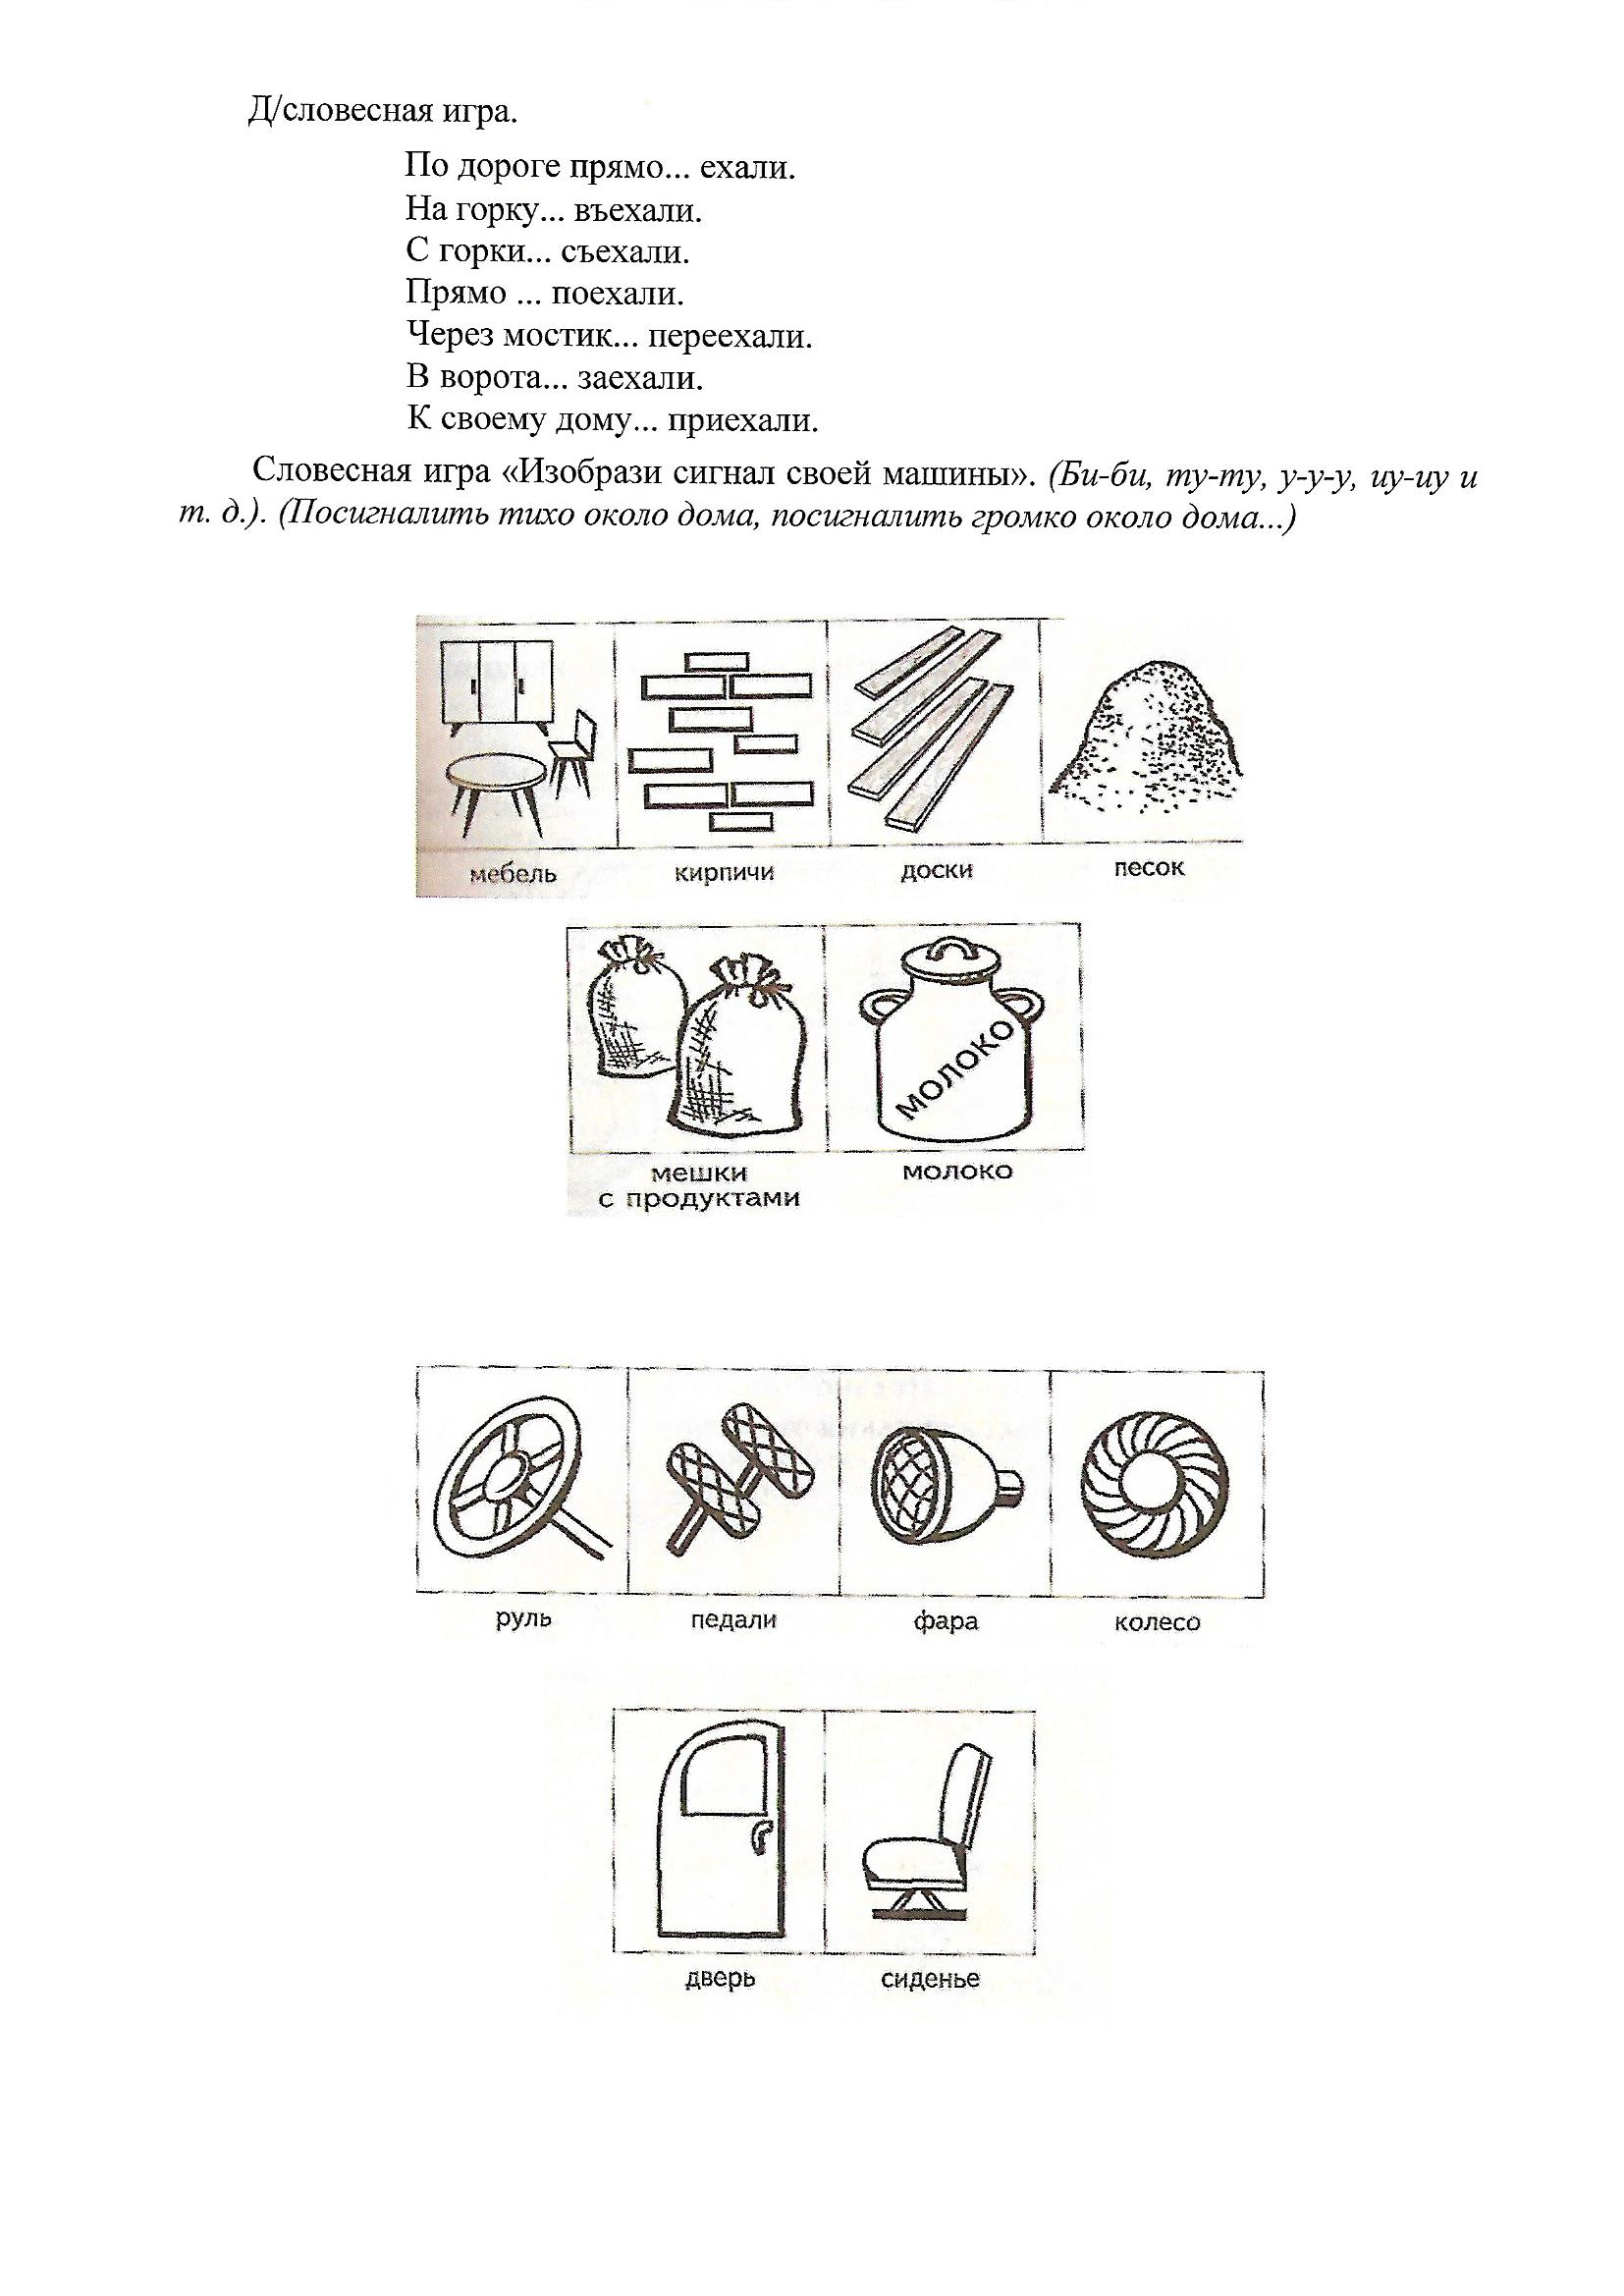 Д/словесная игра.
По дороге прямо... ехали.
На горку... въехали.
С горки... съехали.
Прямо ... поехали.
Через мостик... переехали.
В ворота... заехали.
К своему дому... приехали.
Словесная игра «Изобрази сигнал своей машины». (Би-би, ту-ту, у-у-у, иу-иу и
т. д.). (Посигналить тихо около дома, посигналить громко около дома...)
мебель кирпичи доски песок
МОЛОКО
мешки
с продуктами
молоко
руль педали фара колесо
дверь сиденье